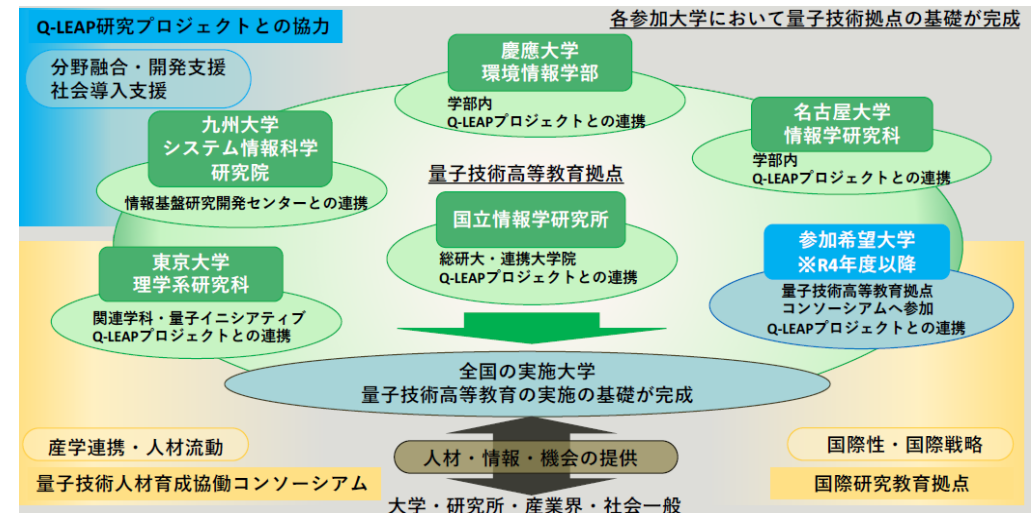 Q-LEAP研究プロジェクトとの協力
各参加大学において量子技術拠点の基礎が完成
分野融合・開発支援
社会導入支援
慶應大学
環境情報学部
学部内
Q-LEAPプロジェクトとの連携
九州大学
システム情報科学
研究院
情報基盤研究開発センターとの連携
名古屋大学
情報学研究科
学部内
Q-LEAPプロジェクトとの連携
量子技術高等教育拠点
国立情報学研究所
総研大・連携大学院
Q-LEAPプロジェクトとの連携
東京大学
理学系研究科
関連学科・量子イニシアティブ
Q-LEAPプロジェクトとの連携
参加希望大学
※R4年度以降
量子技術高等教育拠点
コンソーシアムへ参加
Q-LEAPプロジェクトとの連携
全国の実施大学
量子技術高等教育の実施の基礎が完成
産学連携・人材流動
量子技術人材育成協働コンソーシアム
人材・情報・機会の提供
大学・研究所・産業界・社会一般
国際性・国際戦略
国際研究教育拠点